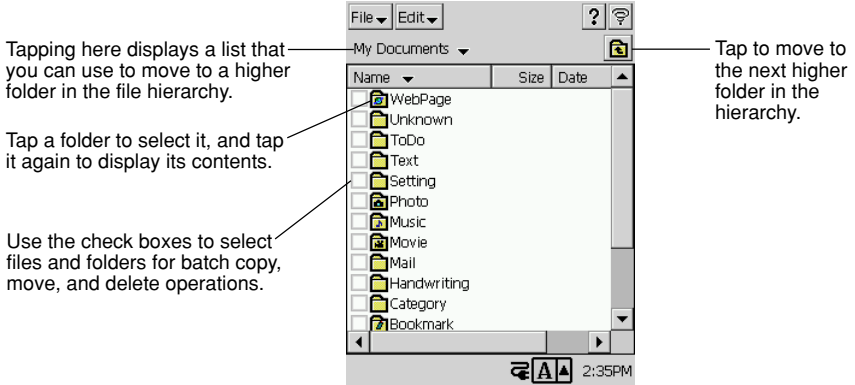 File Edit ?
My Documents
Name Size Date
WebPage
Unknown
ToDo
Text
Setting
Photo
Music
Movie
Mail
Handwriting
Category
Bookmark
A 2:35PM
Tapping here displays a list that
you can use to move to a higher
folder in the file hierarchy.
Tap a folder to select it, and tap
it again to display its contents.
Use the check boxes to select
files and folders for batch copy,
move, and delete operations.
Tap to move to
the next higher
folder in the
hierarchy.